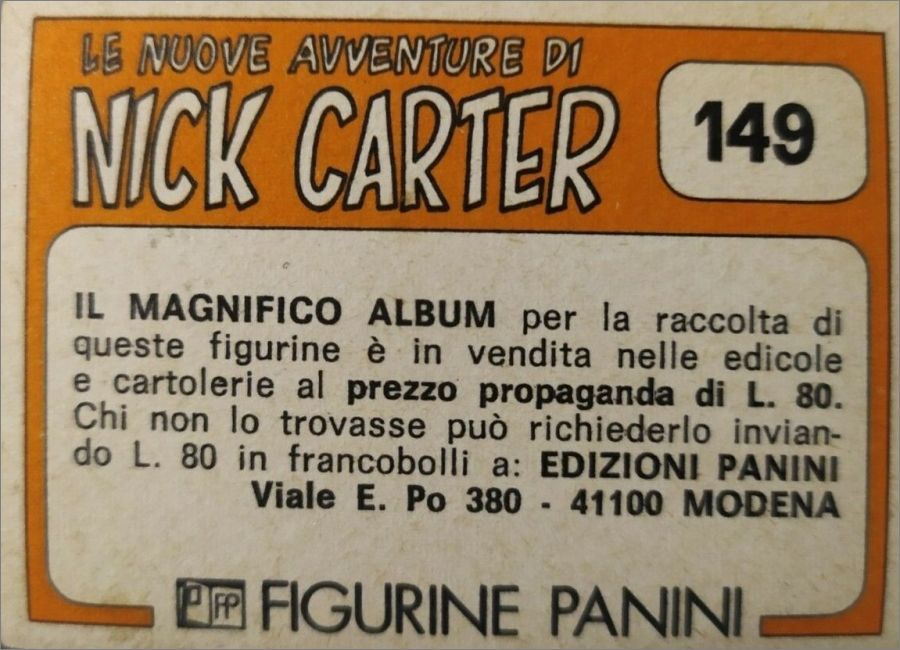 LE NUOVE AVVENTURE DI
NICK CARTER
149
IL MAGNIFICO ALBUM per la raccolta di
queste figurine è in vendita nelle edicole
e cartolerie al prezzo propaganda di L. 80.
Chi non lo trovasse può richiederlo invian-
do L. 80 in francobolli a: EDIZIONI PANINI
Viale E. Po 380 - 41100 MODENA
P FP FIGURINE PANINI